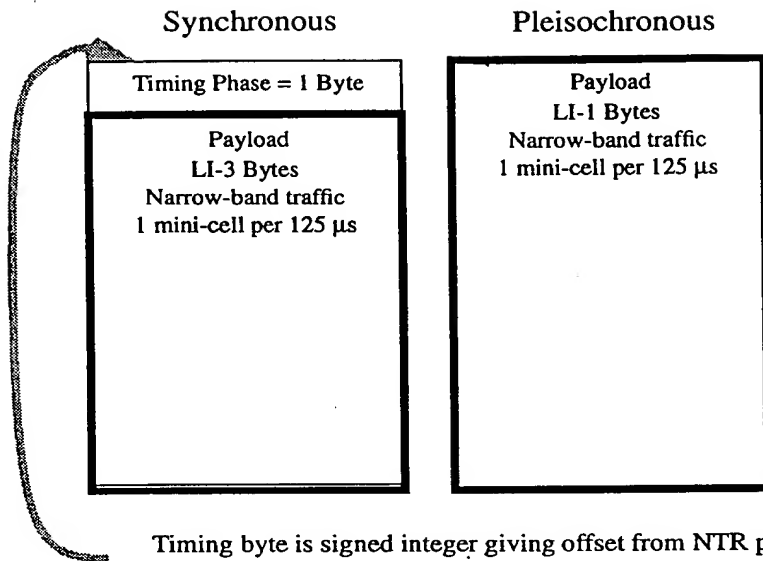 Synchronous
Pleisochronous
Timing Phase = 1 Byte
Payload
LI-3 Bytes
Narrow-band traffic
1 mini-cell per 125 μs
Payload
LI-1 Bytes
Narrow-band traffic
1 mini-cell per 125 μs
Timing byte is signed integer giving offset from NTR